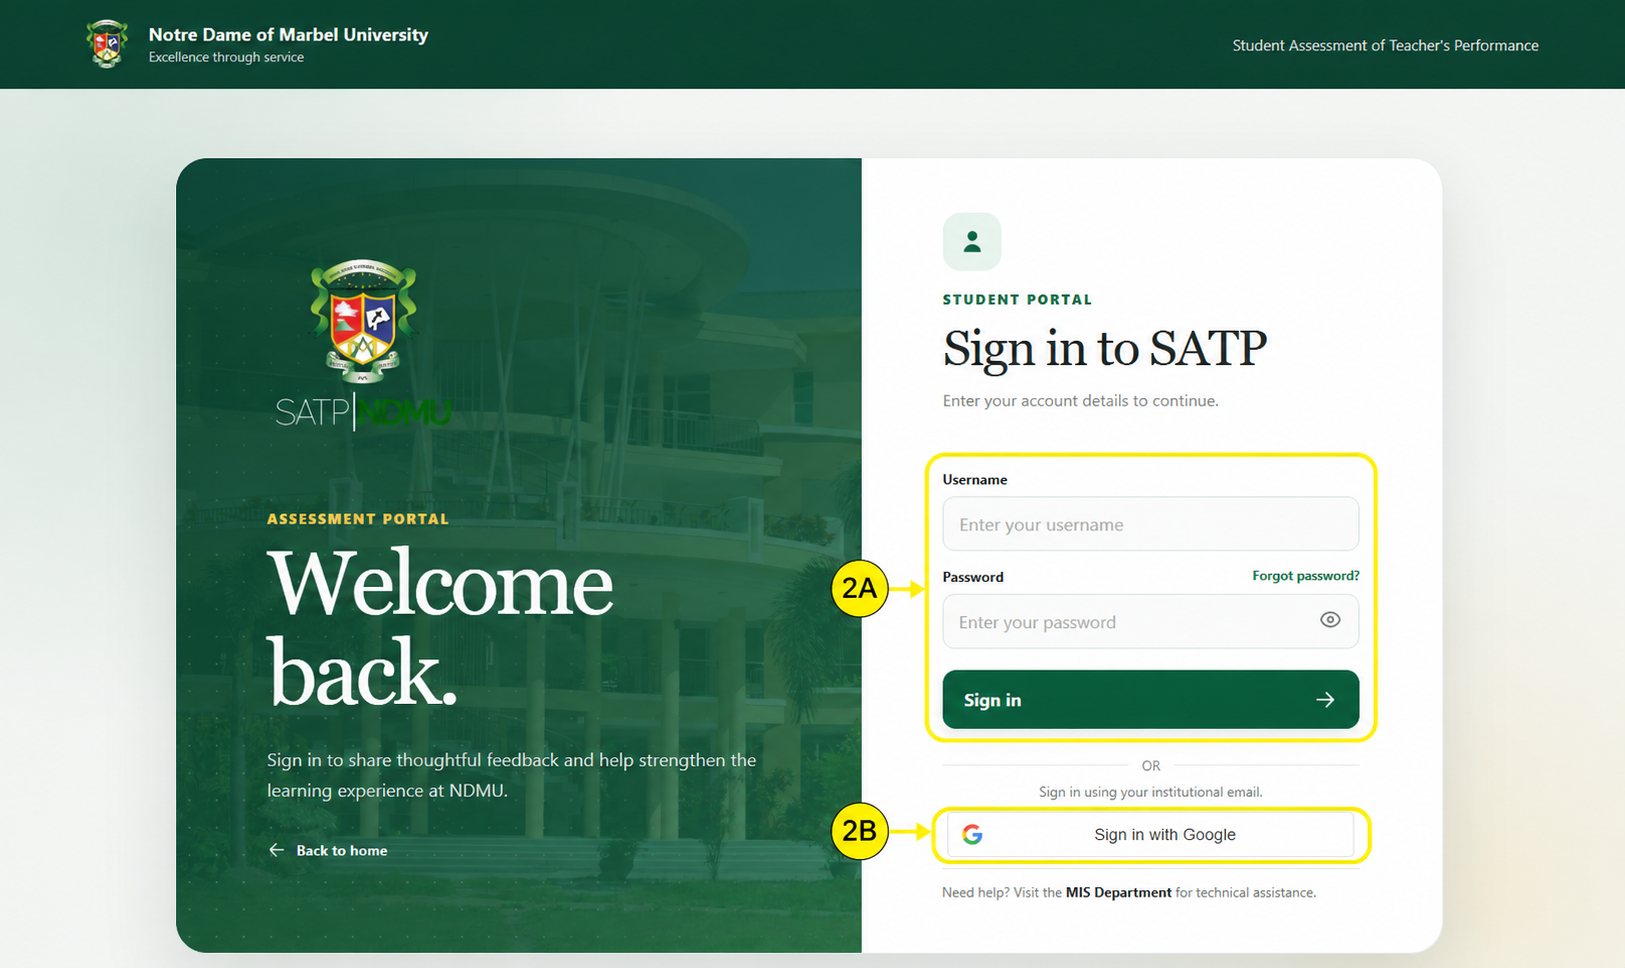 Notre Dame of Marbel University
Excellence through service
Student Assessment of Teacher's Performance
SATP|NDMU
ASSESSMENT PORTAL
Welcome
back.
Sign in to share thoughtful feedback and help strengthen the
learning experience at NDMU.
← Back to home
STUDENT PORTAL
Sign in to SATP
Enter your account details to continue.
Username
Enter your username
2A
Password
Forgot password?
Enter your password
Sign in →
OR
Sign in using your institutional email.
2B
Sign in with Google
Need help? Visit the MIS Department for technical assistance.